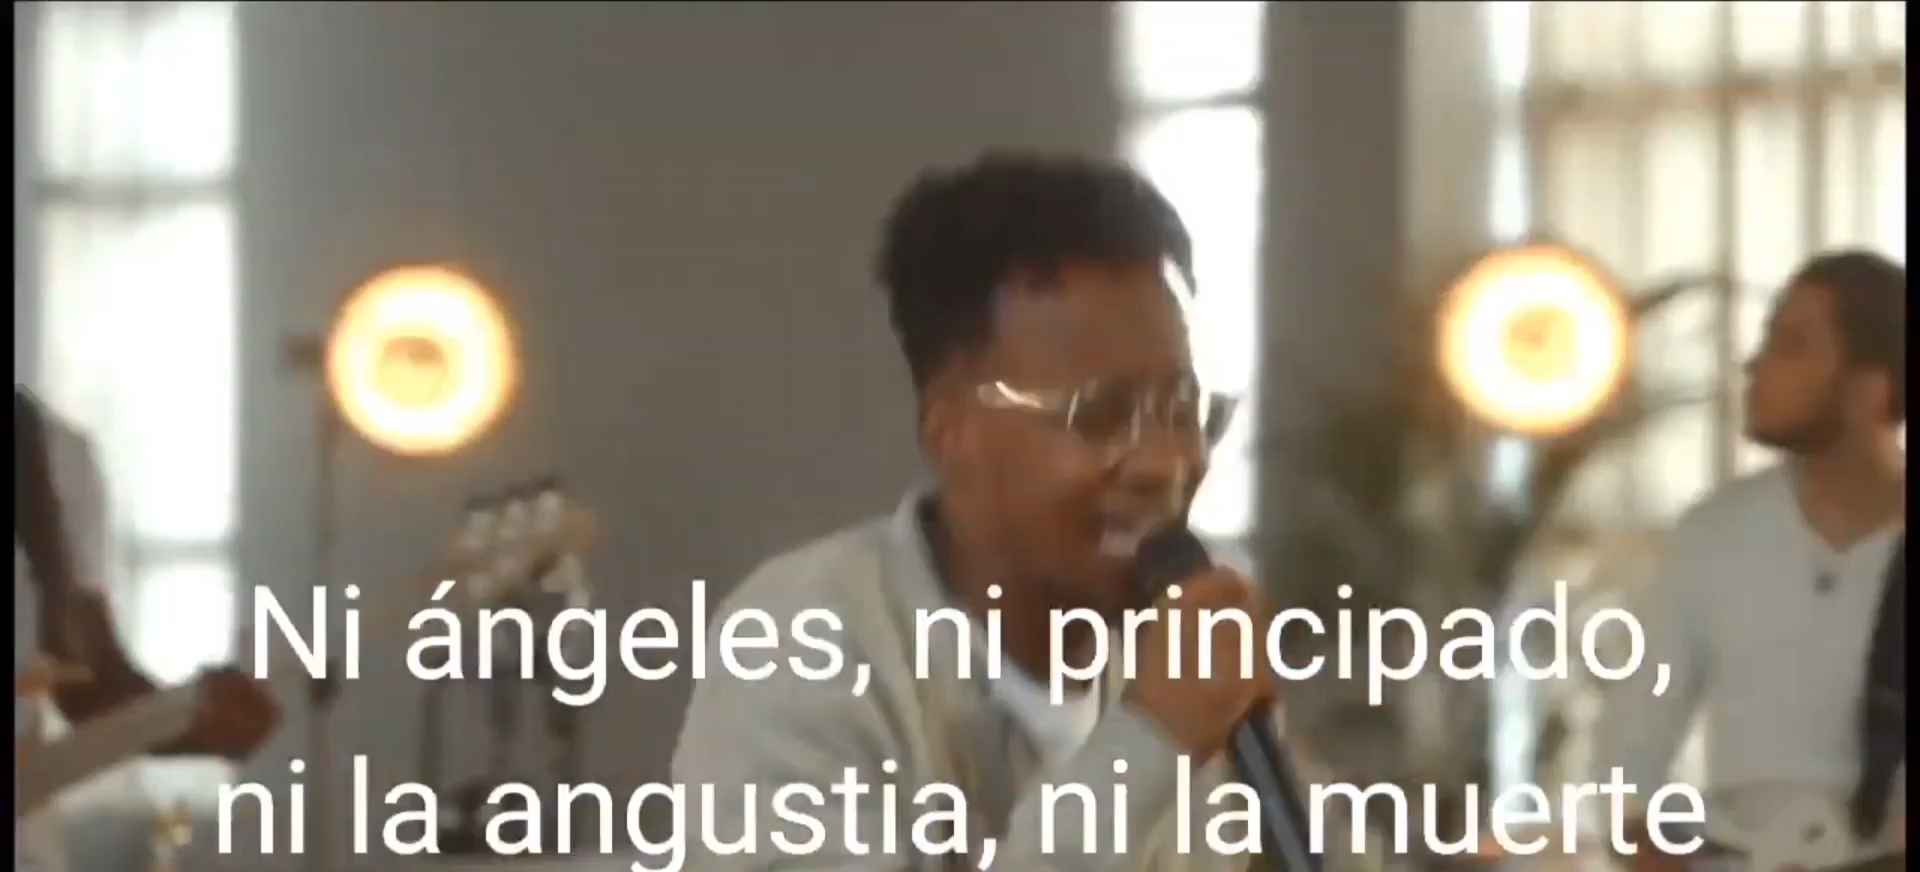 Ni ángeles, ni principado,
ni la angustia, ni la muerte